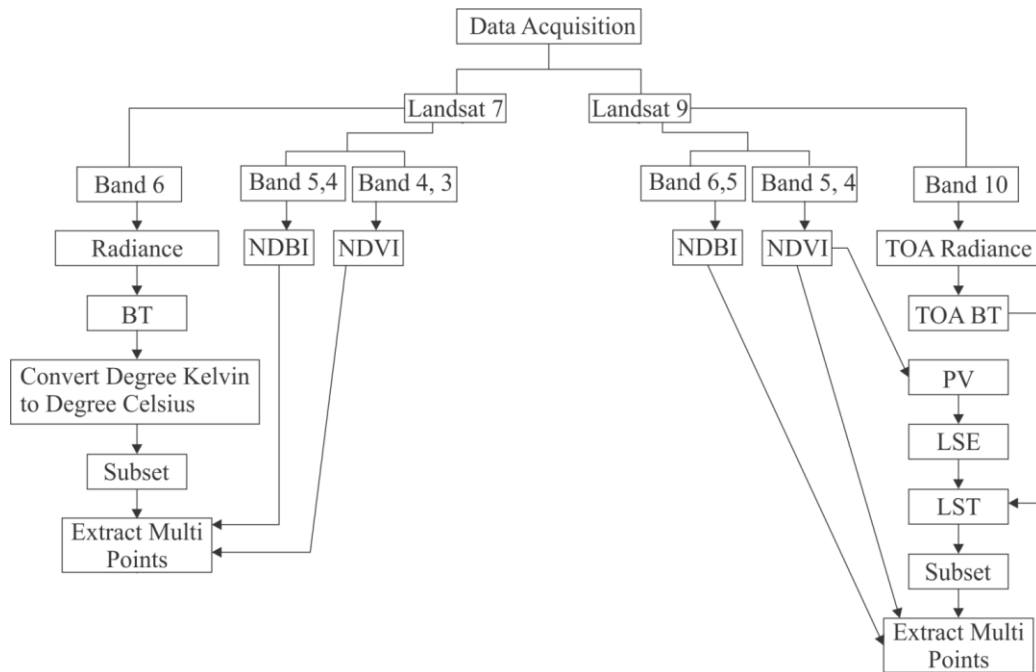 Data Acquisition
Landsat 7
Landsat 9
Band 6
Band 5,4
Band 4, 3
Band 6,5
Band 5, 4
Band 10
Radiance
NDBI
NDVI
NDBI
NDVI
TOA Radiance
BT
TOA BT
Convert Degree Kelvin
to Degree Celsius
PV
LSE
Subset
LST
Extract Multi
Points
Subset
Extract Multi
Points